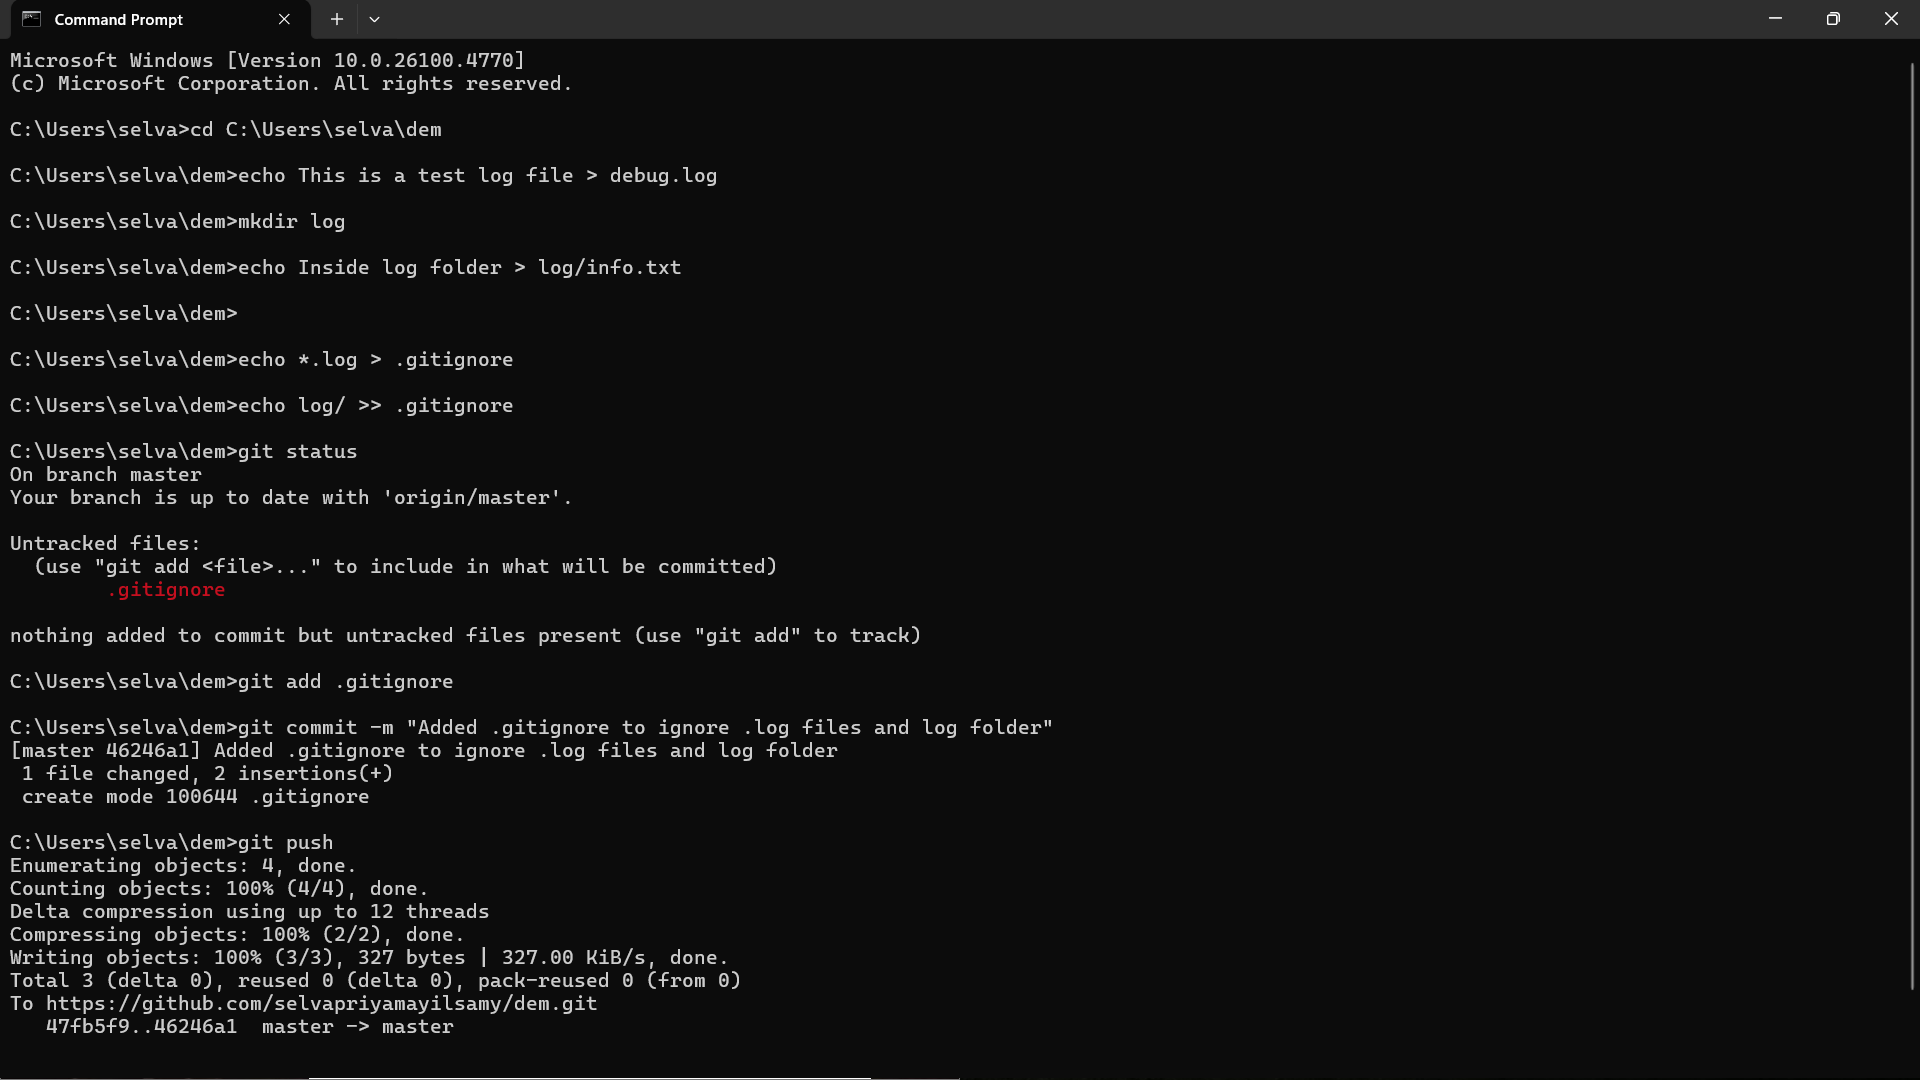 Command Prompt
Microsoft Windows [Version 10.0.26100.4770]
(c) Microsoft Corporation. All rights reserved.
C:\Users\selva>cd C:\Users\selva\dem
C:\Users\selva\dem>echo This is a test log file > debug.log
C:\Users\selva\dem>mkdir log
C:\Users\selva\dem>echo Inside log folder > log/info.txt
C:\Users\selva\dem>
C:\Users\selva\dem>echo *.log > .gitignore
C:\Users\selva\dem>echo log/ >> .gitignore
C:\Users\selva\dem>git status
On branch master
Your branch is up to date with 'origin/master'.
Untracked files:
  (use "git add <file>..." to include in what will be committed)
        .gitignore
nothing added to commit but untracked files present (use "git add" to track)
C:\Users\selva\dem>git add .gitignore
C:\Users\selva\dem>git commit -m "Added .gitignore to ignore .log files and log folder"
[master 46246a1] Added .gitignore to ignore .log files and log folder
 1 file changed, 2 insertions(+)
 create mode 100644 .gitignore
C:\Users\selva\dem>git push
Enumerating objects: 4, done.
Counting objects: 100% (4/4), done.
Delta compression using up to 12 threads
Compressing objects: 100% (2/2), done.
Writing objects: 100% (3/3), 327 bytes | 327.00 KiB/s, done.
Total 3 (delta 0), reused 0 (delta 0), pack-reused 0 (from 0)
To https://github.com/selvapriyamayilsamy/dem.git
   47fb5f9..46246a1  master -> master